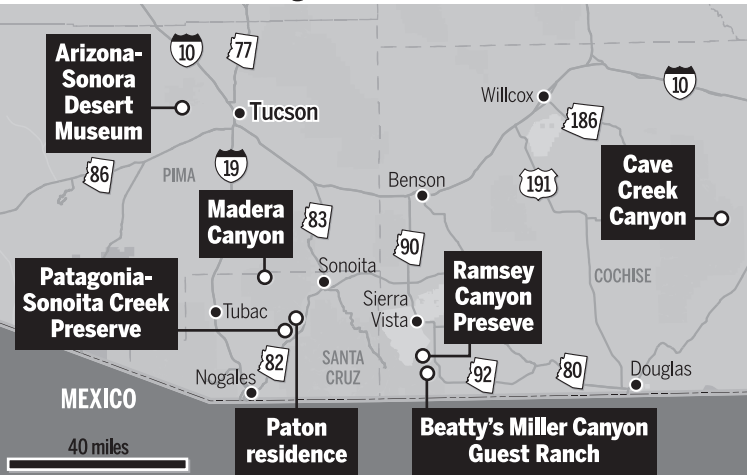 Arizona-
Sonora
Desert
Museum
10
77
Tucson
Willcox
10
186
86
PIMA
19
Benson
191
Cave
Creek
Canyon
Madera
Canyon
83
90
Patagonia-
Sonoita Creek
Preserve
Sonoita
Ramsey
Canyon
Preseve
COCHISE
Tubac
Sierra
Vista
82
SANTA
CRUZ
92
80
Douglas
Nogales
MEXICO
40 miles
Paton
residence
Beatty's Miller Canyon
Guest Ranch